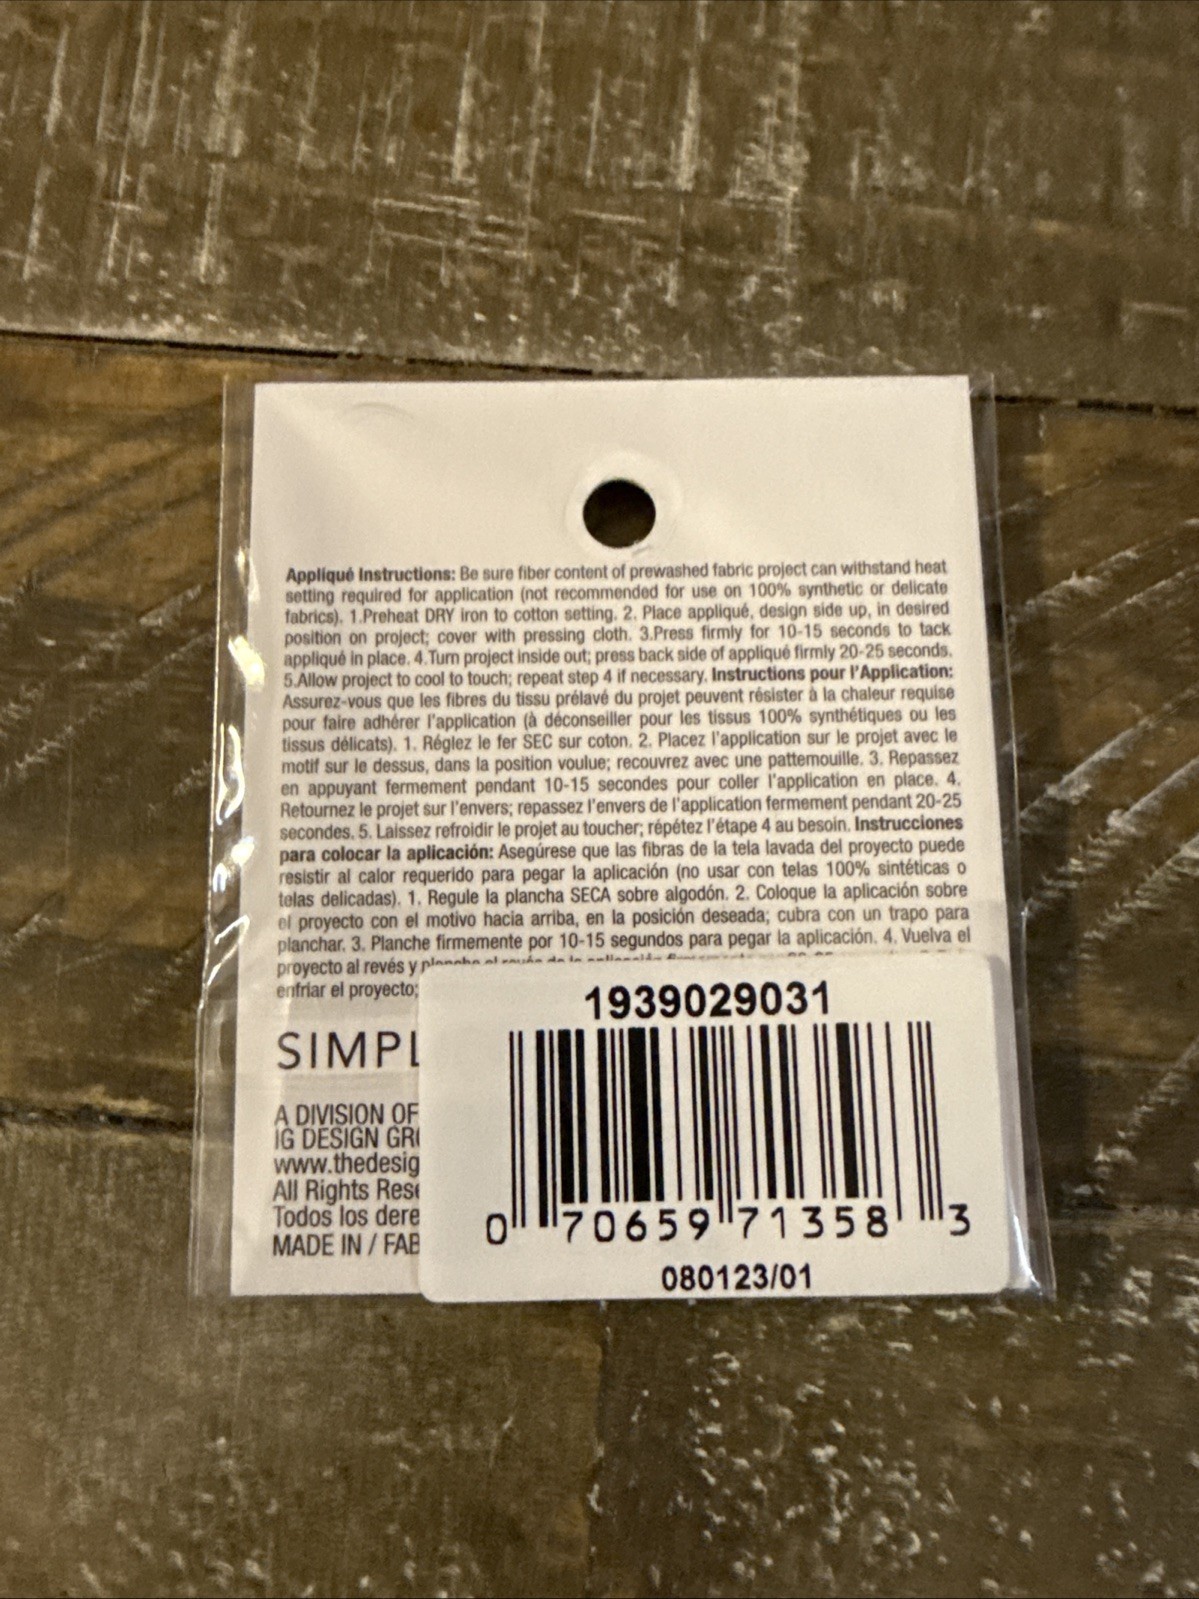 Appliqué Instructions: Be sure fiber content of prewashed fabric project can withstand heat
setting required for application (not recommended for use on 100% synthetic or delicate
fabrics). 1.Preheat DRY iron to cotton setting. 2. Place appliqué, design side up, in desired
position on project; cover with pressing cloth. 3.Press firmly for 10-15 seconds to tack
appliqué in place. 4.Turn project inside out; press back side of appliqué firmly 20-25 seconds.
5.Allow project to cool to touch; repeat step 4 if necessary. Instructions pour l'Application:
Assurez-vous que les fibres du tissu prélavé du projet peuvent résister à la chaleur requise
pour faire adhérer l'application (à déconseiller pour les tissus 100% synthétiques ou les
tissus délicats). 1. Réglez le fer SEC sur coton. 2. Placez l'application sur le projet avec le
motif sur le dessus, dans la position voulue; recouvrez avec une pattemouille. 3. Repassez
en appuyant fermement pendant 10-15 secondes pour coller l'application en place. 4.
Retournez le projet sur l'envers; repassez l'envers de l'application fermement pendant 20-25
secondes. 5. Laissez refroidir le projet au toucher; répétez l'étape 4 au besoin. Instrucciones
para colocar la aplicación: Asegúrese que las fibras de la tela lavada del proyecto puede
resistir al calor requerido para pegar la aplicación (no usar con telas 100% sintéticas o
telas delicadas). 1. Regule la plancha SECA sobre algodón. 2. Coloque la aplicación sobre
el proyecto con el motivo hacia arriba, en la posición deseada; cubra con un trapo para
planchar. 3. Planche firmemente por 10-15 segundos para pegar la aplicación. 4. Vuelva el
proyecto al revés y
enfriar el proyecto;
SIMPL
A DIVISION OF
IG DESIGN GR
www.thedesig
All Rights Rese
Todos los dere
MADE IN / FAB
1939029031
0 70659 71358 3
080123/01